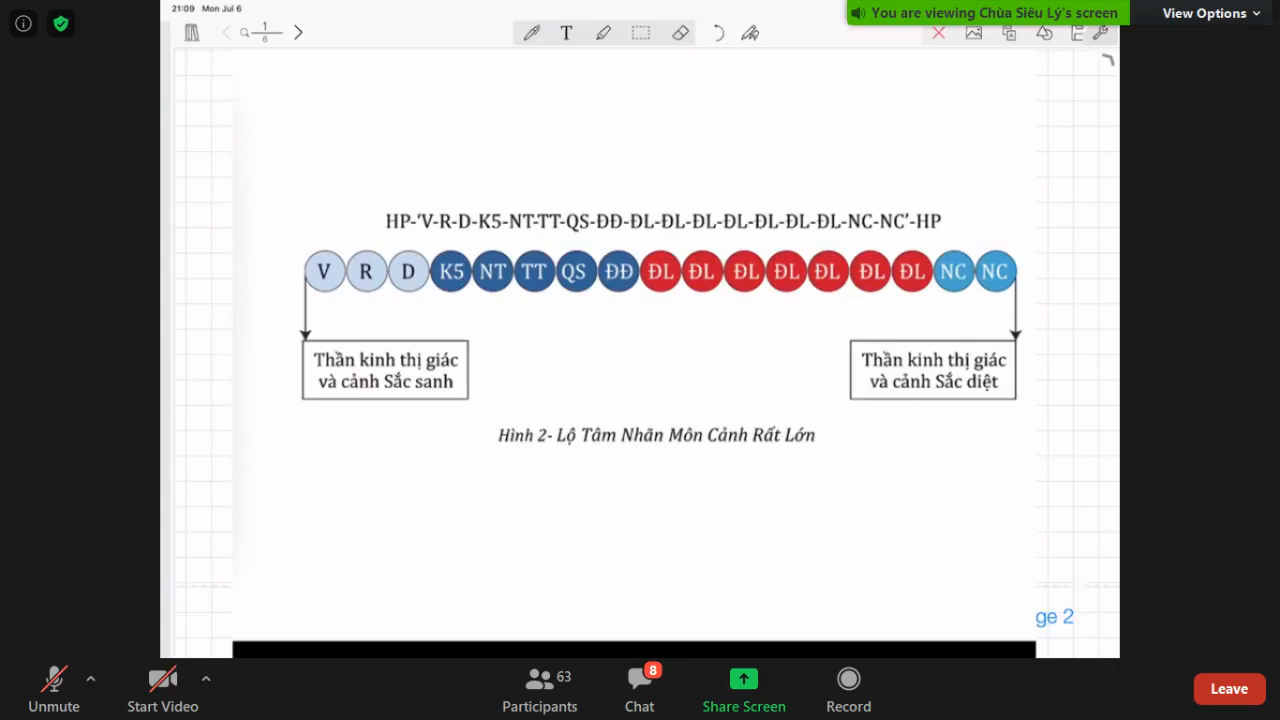 21:09 Mon Jul 6
You are viewing Chùa Siêu Lý's screen
View Options
1
6
T
HP-‘V-R-D-K5-NT-TT-QS-ĐĐ-ĐL-ĐL-ĐL-ĐL-ĐL-ĐL-ĐL-NC-NC’-HP
V R D K5 NT TT QS ĐĐ ĐL ĐL ĐL ĐL ĐL ĐL ĐL NC NC
Thần kinh thị giác
và cảnh Sắc sanh
Thần kinh thị giác
và cảnh Sắc diệt
Hình 2- Lộ Tâm Nhãn Môn Cảnh Rất Lớn
ge 2
63
8
Unmute
Start Video
Participants
Chat
Share Screen
Record
Leave